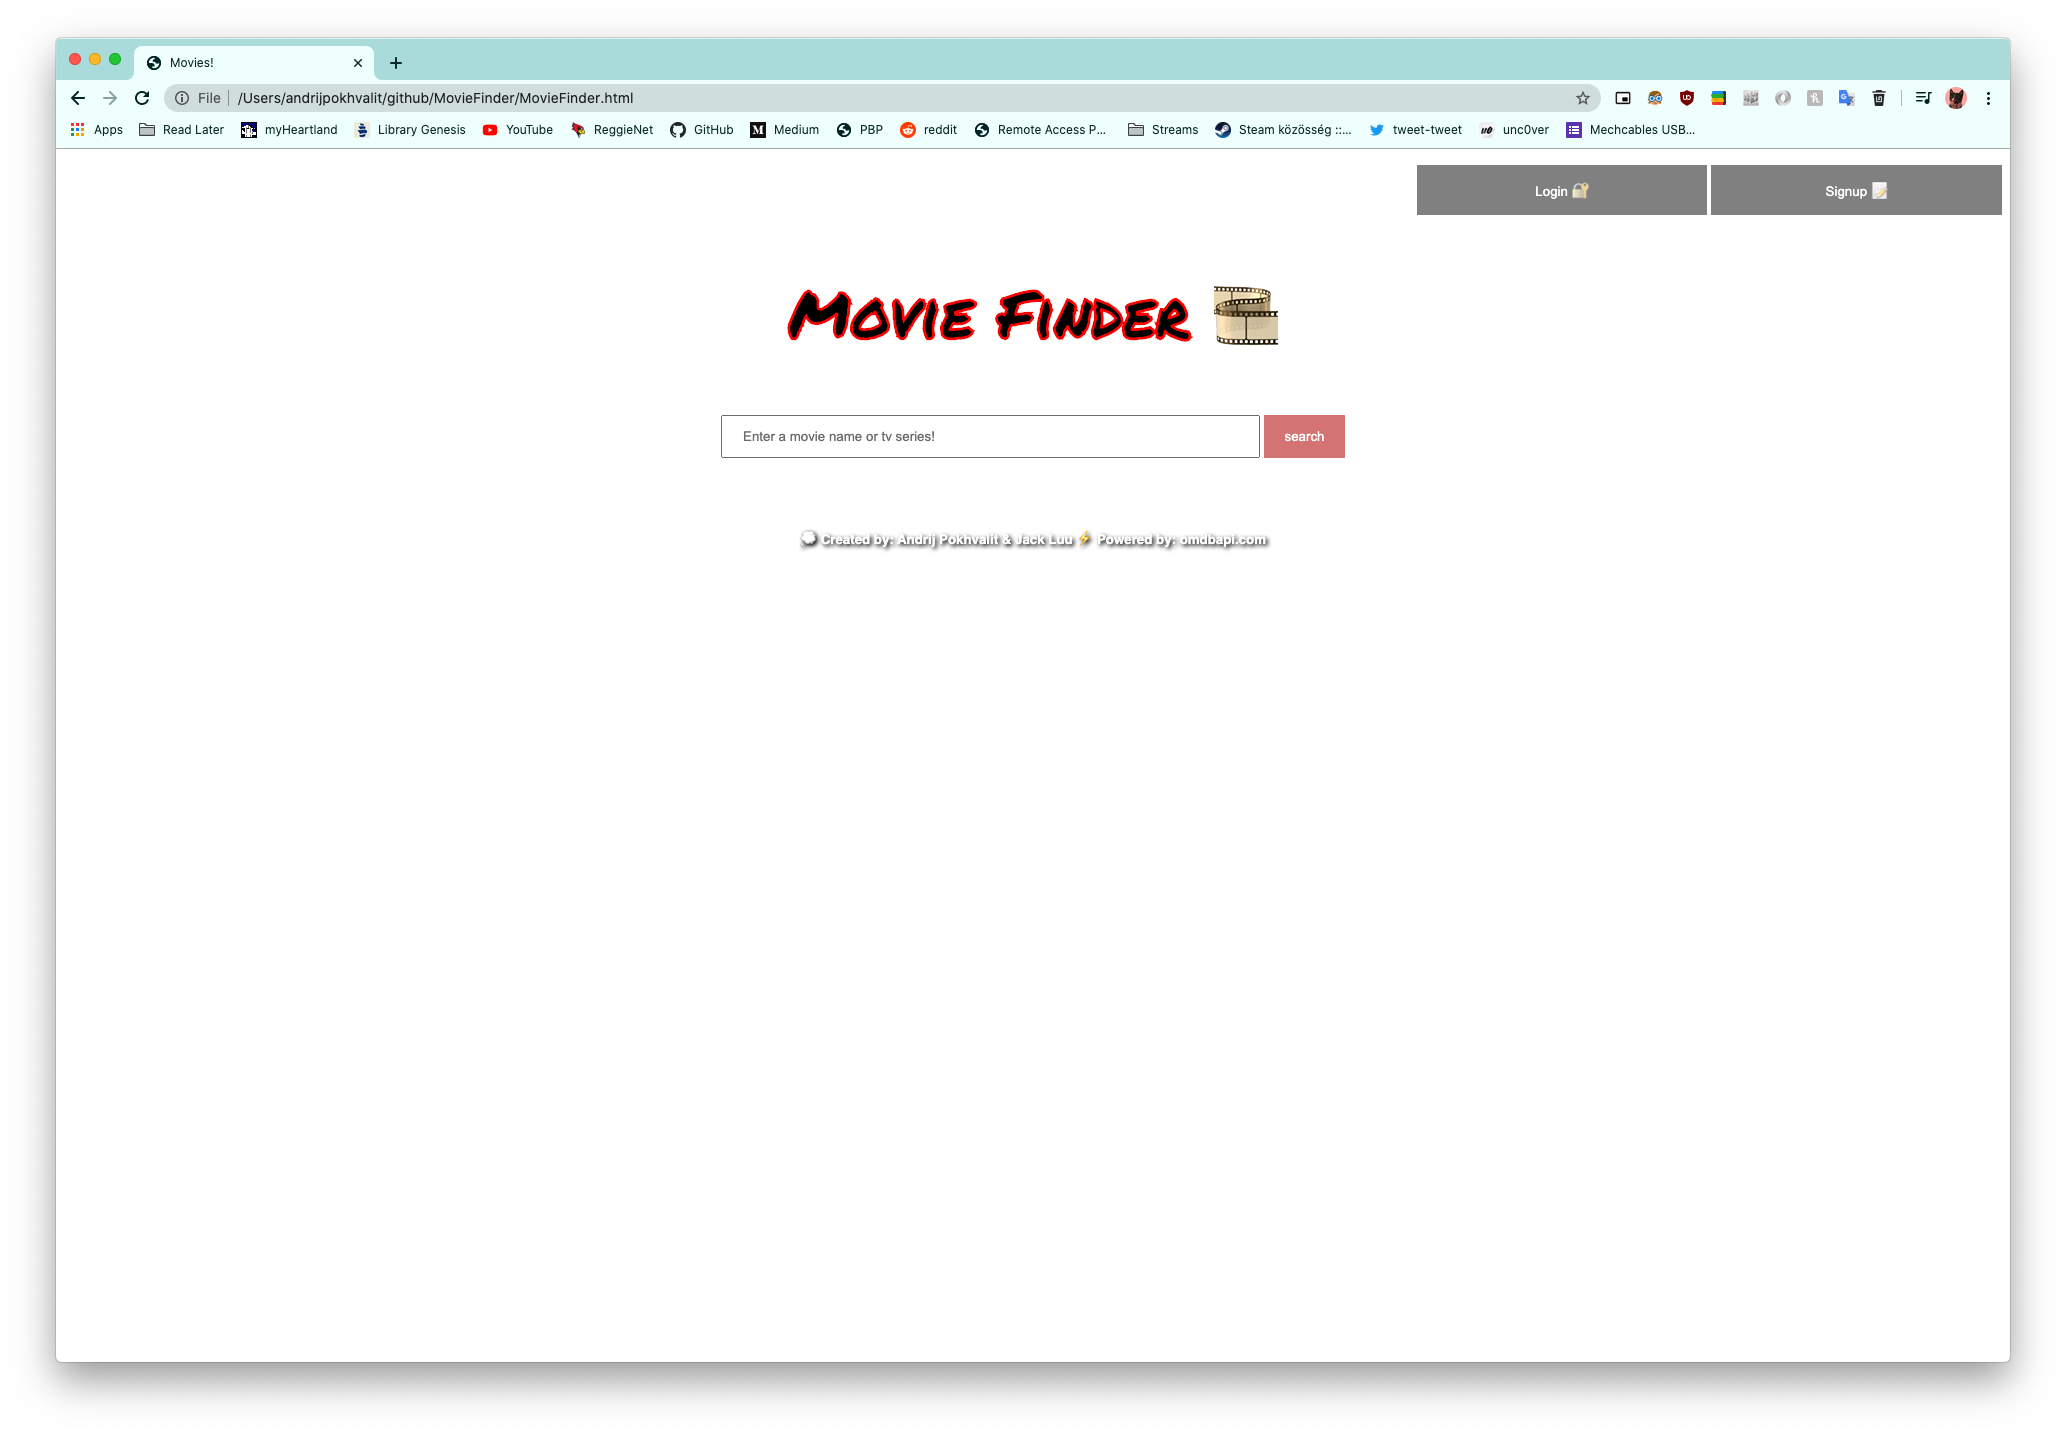 Movies!
File /Users/andrijpokhvalit/github/MovieFinder/MovieFinder.html
Apps Read Later myHeartland Library Genesis YouTube ReggieNet GitHub Medium PBP reddit Remote Access P... Streams Steam közösség ::... tweet-tweet unc0ver Mechcables USB...
Login 🔐 Signup 📝
Movie Finder 🎞️
Enter a movie name or tv series! search
Created by: Andrij Pokhvalit & Jack Luu ⚡ Powered by: omdbapi.com